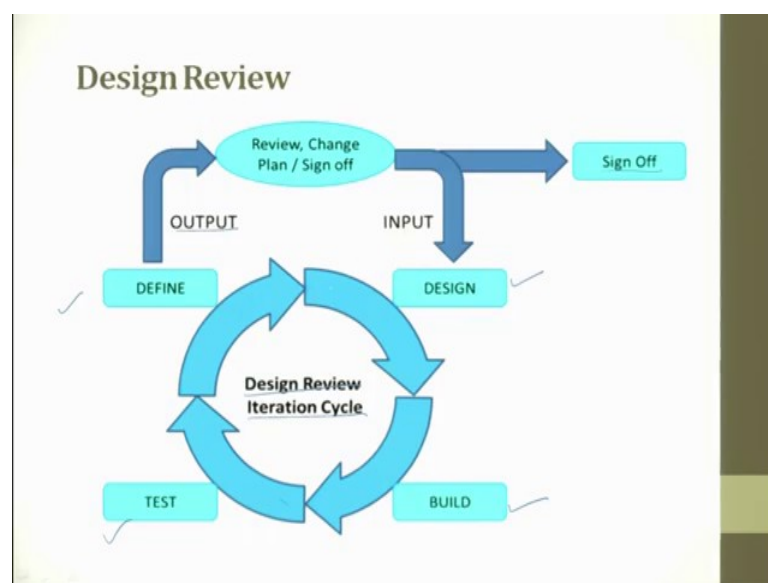 Design Review
Review, Change
Plan / Sign off
Sign Off
OUTPUT
INPUT
DEFINE
DESIGN
Design Review
Iteration Cycle
TEST
BUILD